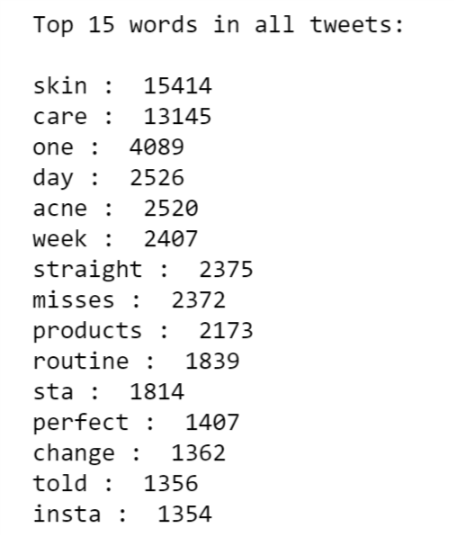 Top 15 words in all tweets:
skin :  15414
care :  13145
one :  4089
day :  2526
acne :  2520
week :  2407
straight :  2375
misses :  2372
products :  2173
routine :  1839
sta :  1814
perfect :  1407
change :  1362
told :  1356
insta :  1354